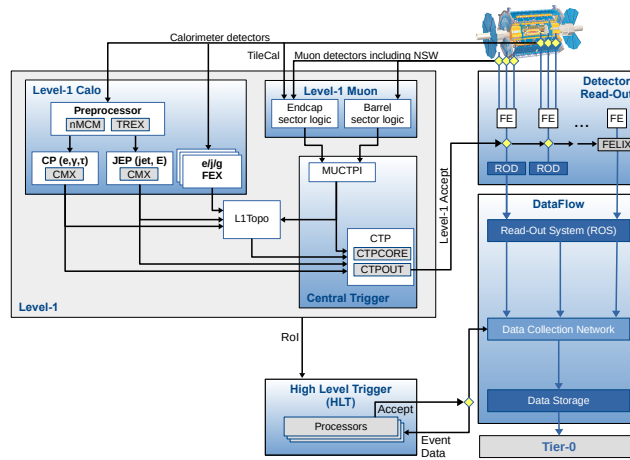 Calorimeter detectors
TileCal
Muon detectors including NSW
Level-1 Calo
Preprocessor
nMCM
TREX
CP (e,γ,τ)
CMX
JEP (jet, E)
CMX
e/j/g
FEX
Level-1 Muon
Endcap
sector logic
Barrel
sector logic
MUCTPI
L1Topo
CTP
CTPCORE
CTPOUT
Central Trigger
Level-1
Level-1 Accept
Detector
Read-Out
FE
FE
...
FE
FELIX
ROD
ROD
DataFlow
Read-Out System (ROS)
Data Collection Network
Data Storage
Tier-0
RoI
High Level Trigger
(HLT)
Accept
Processors
Event
Data